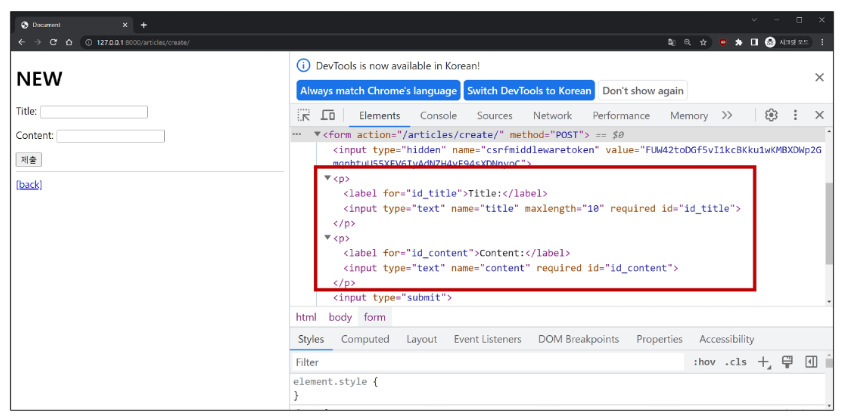 Document
127.0.0.1:8000/articles/create/
시크릿 모드
NEW
Title:
Content:
제출
[back]
DevTools is now available in Korean!
Always match Chrome's language
Switch DevTools to Korean
Don't show again
Elements
Console
Sources
Network
Performance
Memory
<form action="/articles/create/" method="POST"> == $0
<input type="hidden" name="csrfmiddlewaretoken" value="FUW42toDGf5vI1kcBKku1wKMBXDWp2G
<p>
<label for="id_title">Title:</label>
<input type="text" name="title" maxlength="10" required id="id_title">
</p>
<p>
<label for="id_content">Content:</label>
<input type="text" name="content" required id="id_content">
</p>
<input type="submit">
html body form
Styles
Computed
Layout
Event Listeners
DOM Breakpoints
Properties
Accessibility
Filter
:hov .cls
element.style {
}